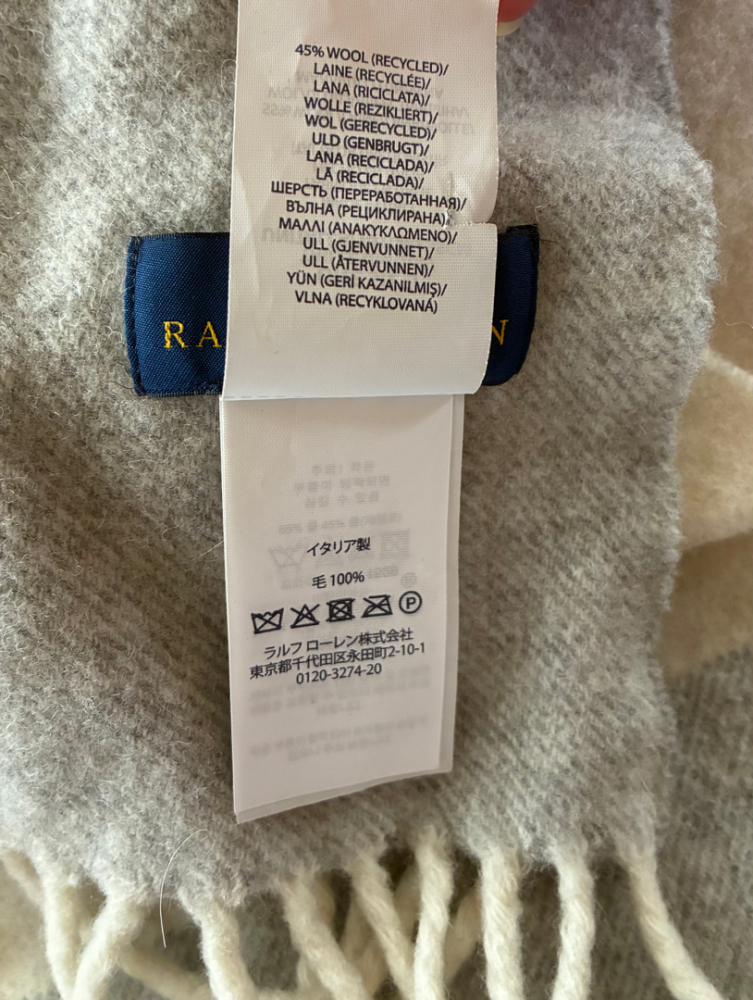 45% WOOL (RECYCLED)/
LAINE (RECYCLÉE)/
LANA (RICICLATA)/
WOLLE (REZIKLIERT)/
WOL (GERECYCLED)/
ULD (GENBRUGT)/
LANA (RECICLADA)/
LÃ (RECICLADA)/
ШЕРСТЬ (ПЕРЕРАБОТАННАЯ)/
ВЪЛНА (РЕЦИКЛИРАНА)/
ΜΑΛΛΙ (ΑΝΑΚΥΚΛΩΜΕΝΟ)/
ULL (GJENVUNNET)/
ULL (ÅTERVUNNEN)/
YÜN (GERİ KAZANILMIŞ)/
VLNA (RECYKLOVANÁ)
RA N
イタリア製
毛 100%
P
ラルフ ローレン株式会社
東京都千代田区永田町2-10-1
0120-3274-20